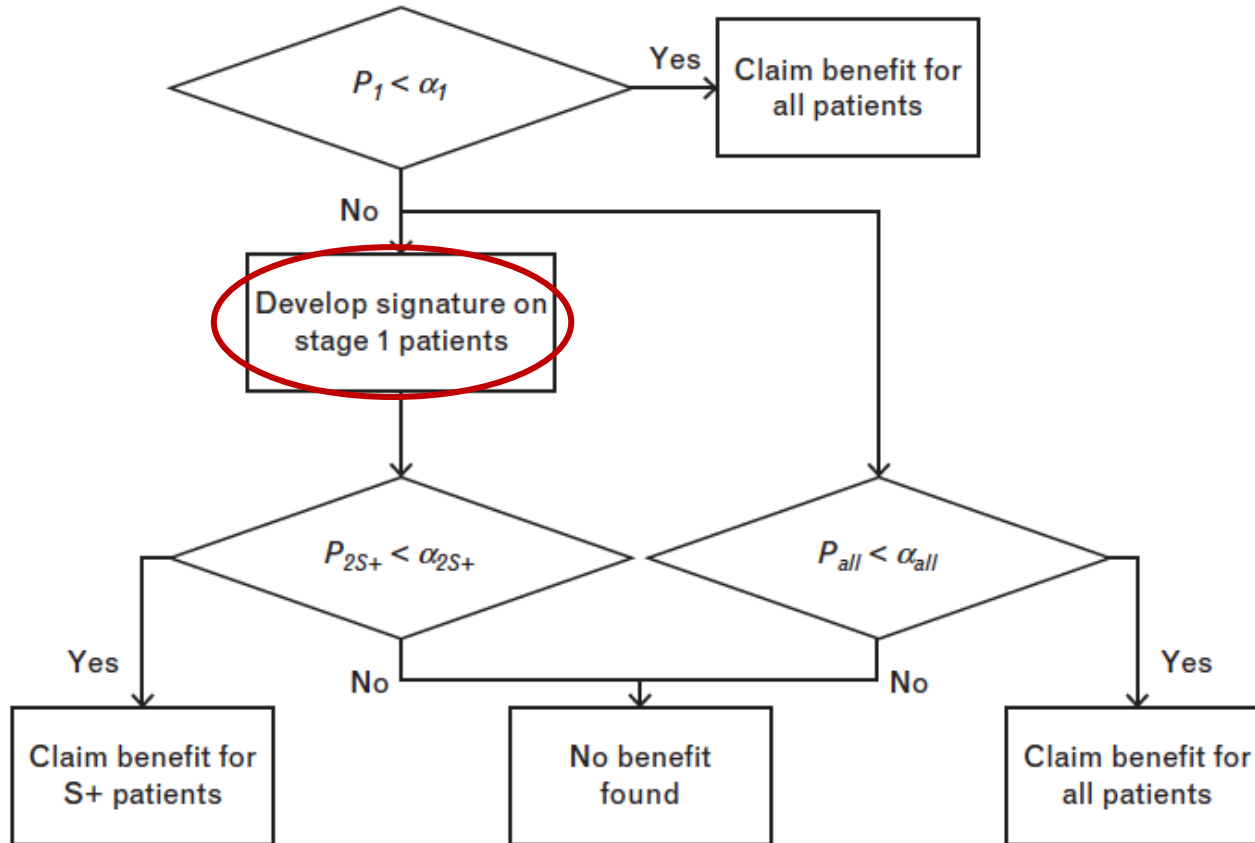 P₁ < α₁
Yes
Claim benefit for
all patients
No
Develop signature on
stage 1 patients
P₂S₊ < α₂S₊
Pₐₗₗ < αₐₗₗ
Yes
No
No
Yes
Claim benefit for
S+ patients
No benefit
found
Claim benefit for
all patients